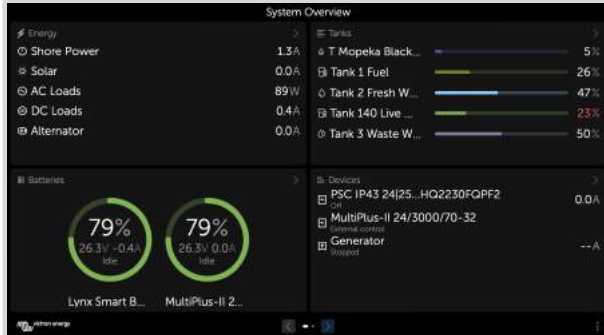 System Overview
Energy
Shore Power 1.3A
Solar 0.0A
AC Loads 89W
DC Loads 0.4A
Alternator 0.0A
Tanks
T Mopeka Black... 5%
Tank 1 Fuel 26%
Tank 2 Fresh W... 47%
Tank 140 Live ... 23%
Tank 3 Waste W... 50%
Batteries
79%
26.3V -0.4A
Idle
Lynx Smart B...
79%
26.3V 0.0A
Idle
MultiPlus-II 2...
Devices
PSC IP43 24|25...HQ2230FQPF2 0.0A
Off
MultiPlus-II 24/3000/70-32
External control
Generator --A
Stopped
victron energy